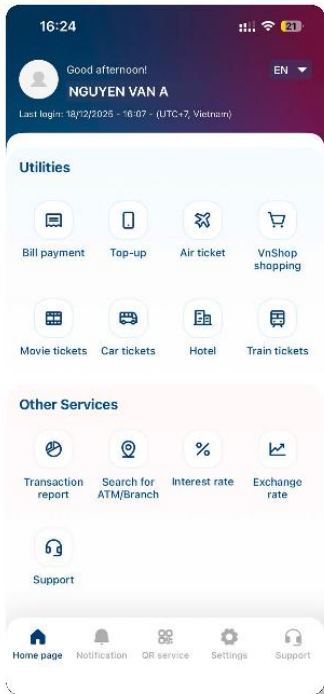 16:24
21
Good afternoon!
EN
NGUYEN VAN A
Last login: 18/12/2025 - 16:07 - (UTC+7, Vietnam)
Utilities
Bill payment
Top-up
Air ticket
VnShop
shopping
Movie tickets
Car tickets
Hotel
Train tickets
Other Services
Transaction
report
Search for
ATM/Branch
Interest rate
Exchange
rate
Support
Home page
Notification
QR service
Settings
Support